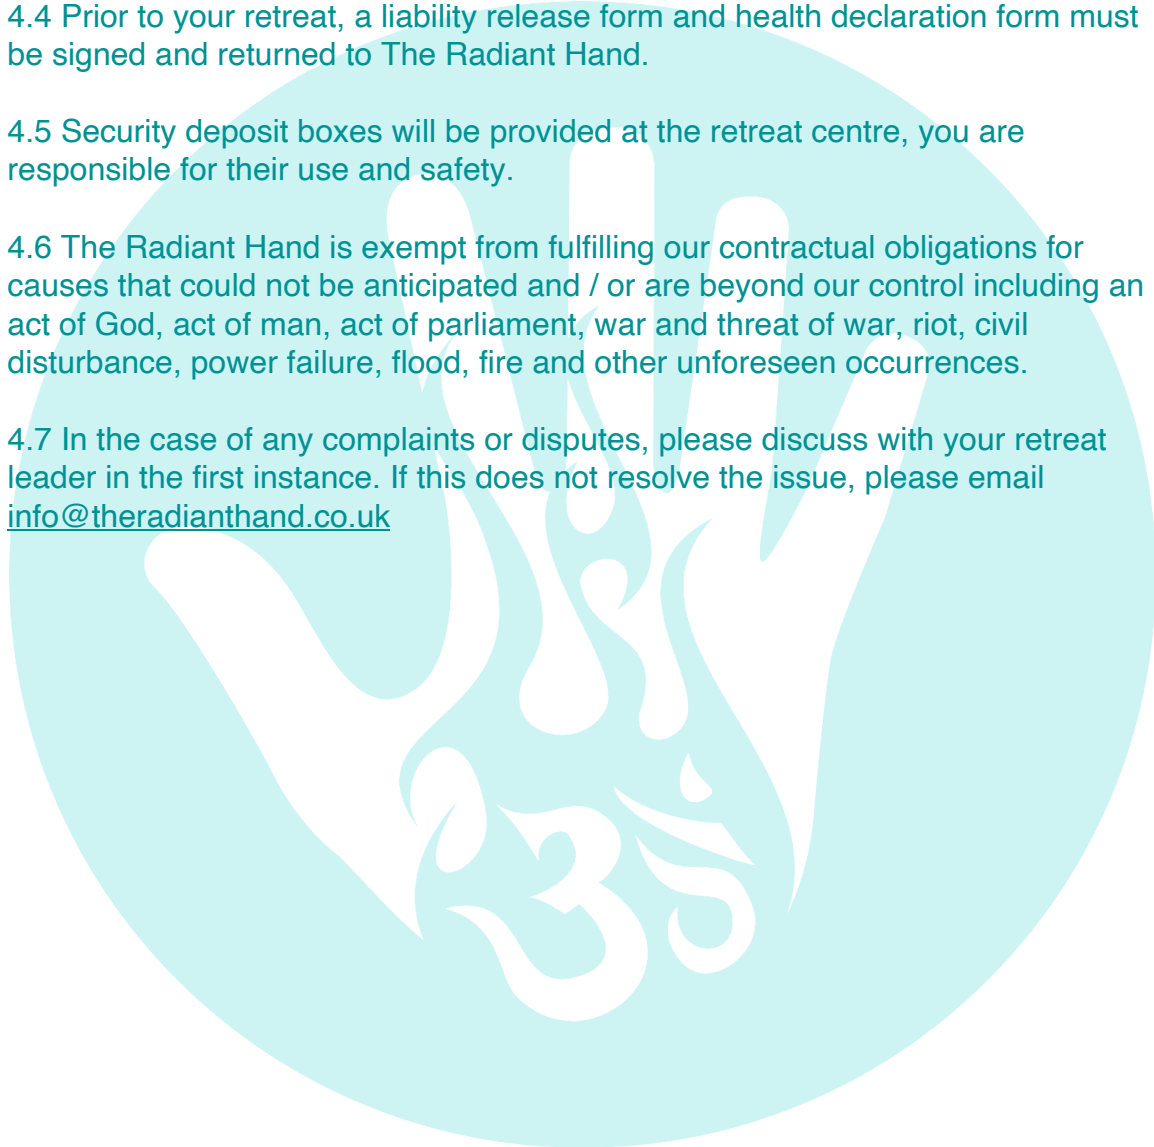 4.4 Prior to your retreat, a liability release form and health declaration form must
be signed and returned to The Radiant Hand.
4.5 Security deposit boxes will be provided at the retreat centre, you are
responsible for their use and safety.
4.6 The Radiant Hand is exempt from fulfilling our contractual obligations for
causes that could not be anticipated and / or are beyond our control including an
act of God, act of man, act of parliament, war and threat of war, riot, civil
disturbance, power failure, flood, fire and other unforeseen occurrences.
4.7 In the case of any complaints or disputes, please discuss with your retreat
leader in the first instance. If this does not resolve the issue, please email
info@theradianthand.co.uk
ॐ